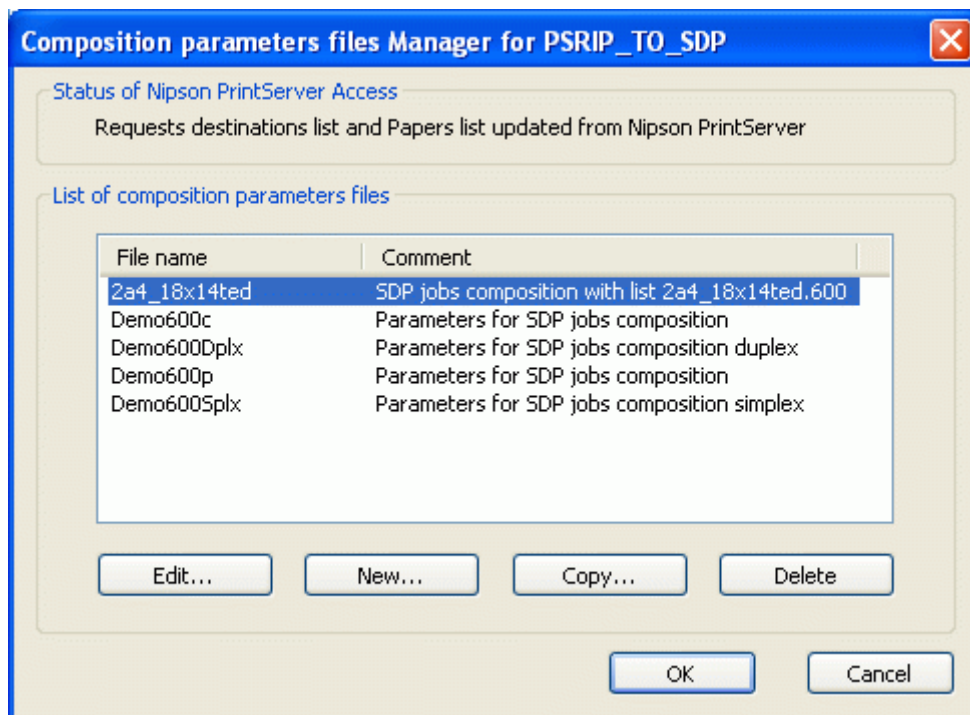 Composition parameters files Manager for PSRIP_TO_SDP
Status of Nipson PrintServer Access
Requests destinations list and Papers list updated from Nipson PrintServer
List of composition parameters files
File name Comment
2a4_18x14ted SDP jobs composition with list 2a4_18x14ted.600
Demo600c Parameters for SDP jobs composition
Demo600Dplx Parameters for SDP jobs composition duplex
Demo600p Parameters for SDP jobs composition
Demo600Splx Parameters for SDP jobs composition simplex
Edit... New... Copy... Delete
OK Cancel